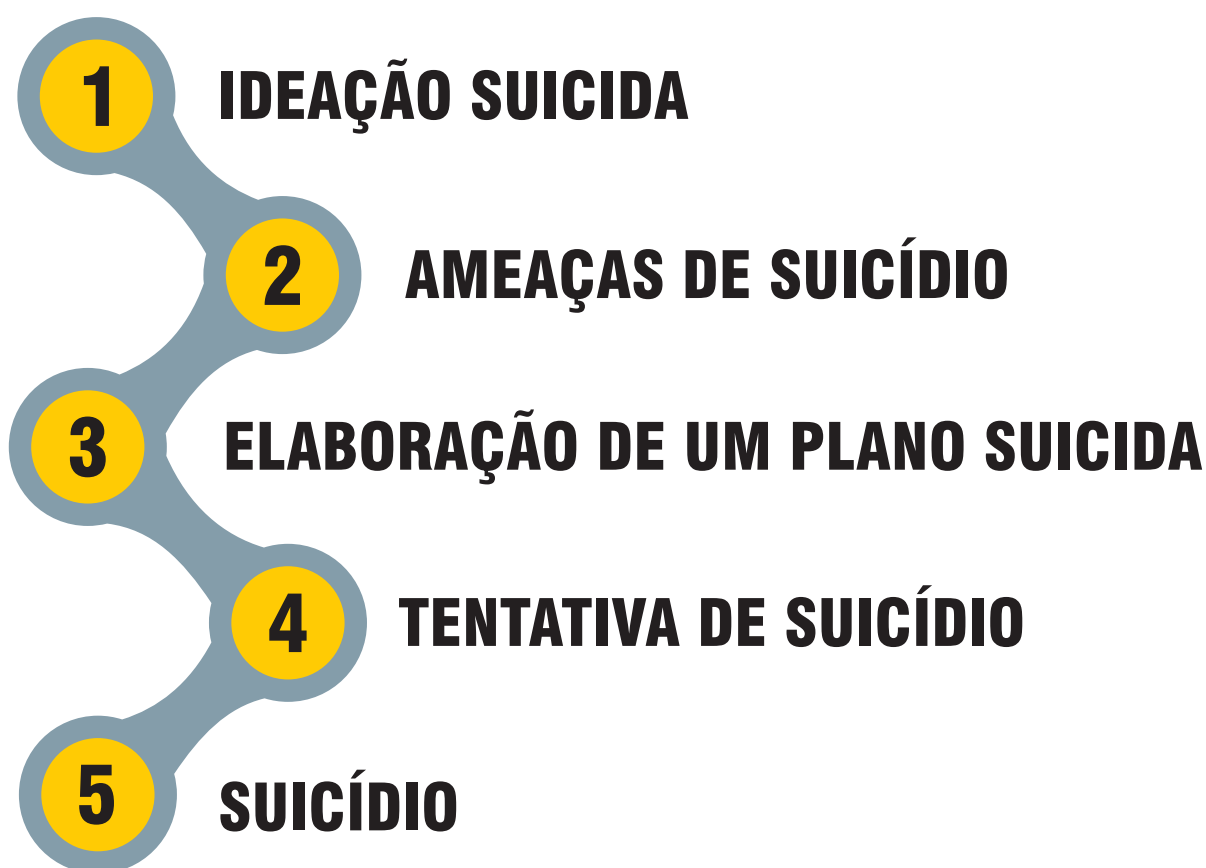 1 IDEAÇÃO SUICIDA
2 AMEAÇAS DE SUICÍDIO
3 ELABORAÇÃO DE UM PLANO SUICIDA
4 TENTATIVA DE SUICÍDIO
5 SUICÍDIO